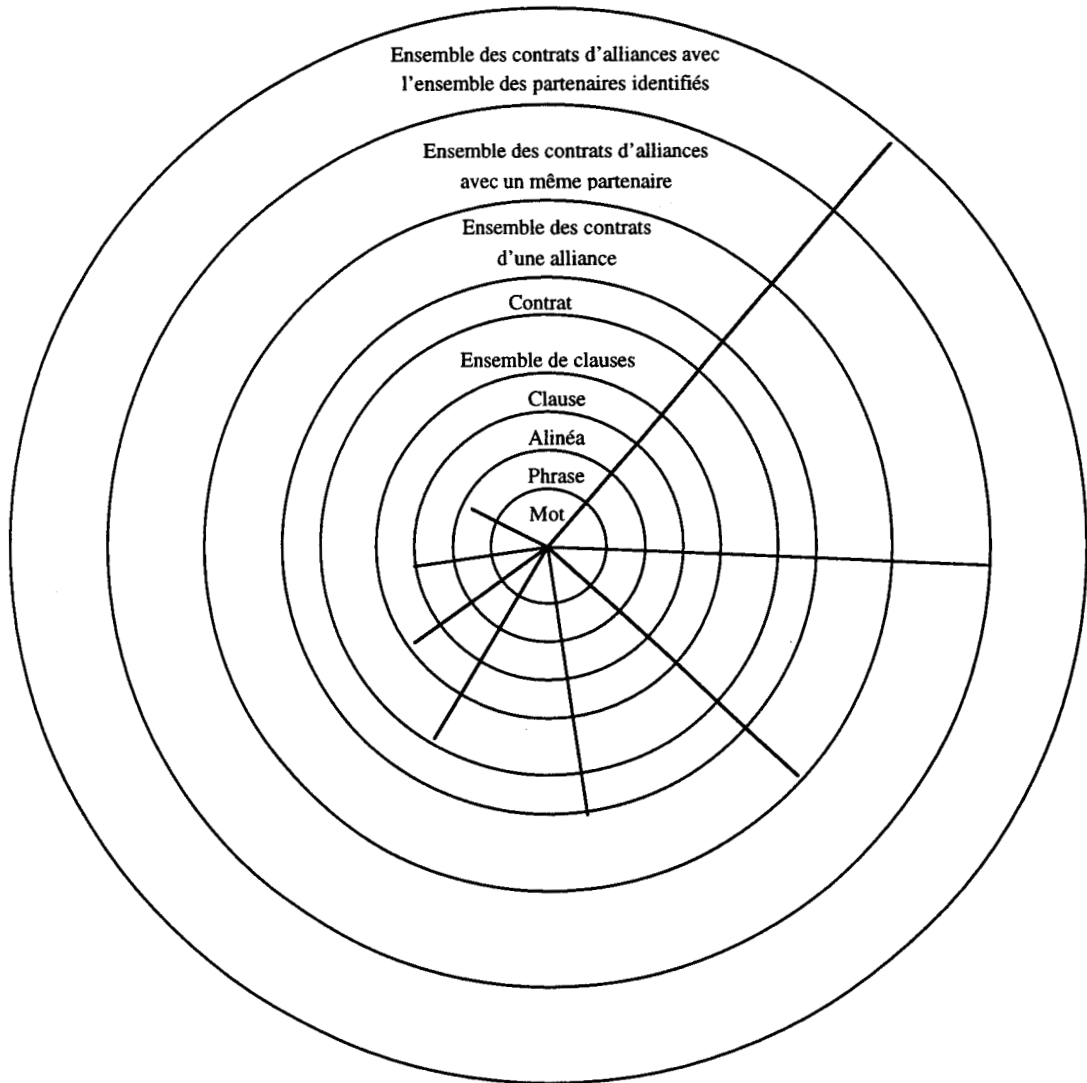 Ensemble des contrats d'alliances avec
l'ensemble des partenaires identifiés
Ensemble des contrats d'alliances
avec un même partenaire
Ensemble des contrats
d'une alliance
Contrat
Ensemble de clauses
Clause
Alinéa
Phrase
Mot